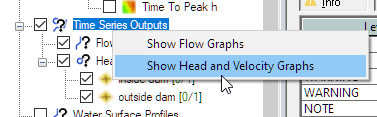 Time To Peak h
Info
Time Series Outputs
Flow
Show Flow Graphs
Head
Show Head and Velocity Graphs
inside dam [0/1]
outside dam [0/1]
WARNING
Water Surface Profiles
NOTE